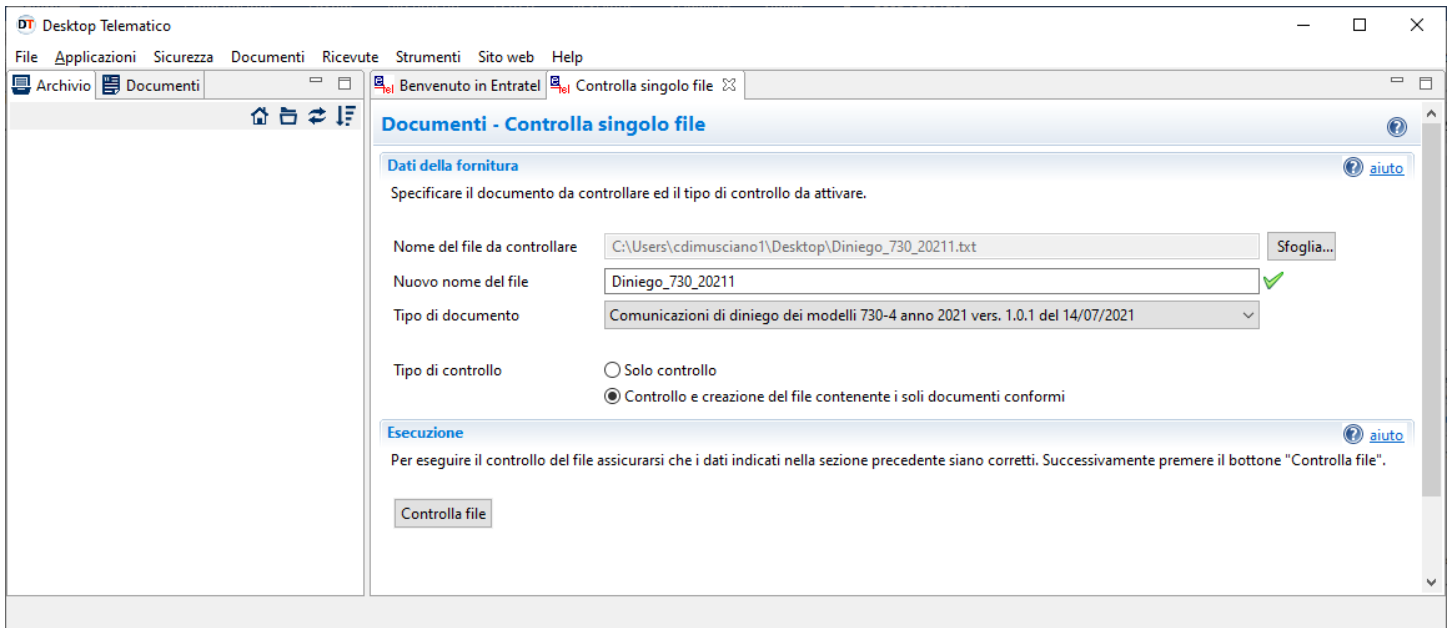 DT Desktop Telematico
File Applicazioni Sicurezza Documenti Ricevute Strumenti Sito web Help
Archivio Documenti
Benvenuto in Entratel Controlla singolo file
Documenti - Controlla singolo file
Dati della fornitura
aiuto
Specificare il documento da controllare ed il tipo di controllo da attivare.
Nome del file da controllare C:\Users\cdimusciano1\Desktop\Diniego_730_20211.txt Sfoglia...
Nuovo nome del file Diniego_730_20211
Tipo di documento Comunicazioni di diniego dei modelli 730-4 anno 2021 vers. 1.0.1 del 14/07/2021
Tipo di controllo Solo controllo
Controllo e creazione del file contenente i soli documenti conformi
Esecuzione
aiuto
Per eseguire il controllo del file assicurarsi che i dati indicati nella sezione precedente siano corretti. Successivamente premere il bottone "Controlla file".
Controlla file